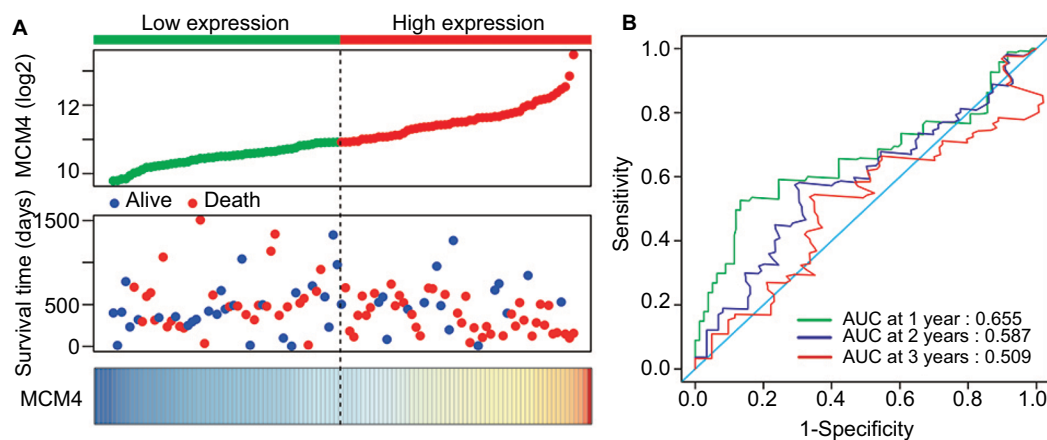 A
Low expression
High expression
MCM4 (log2)
12
10
Alive
Death
Survival time (days)
1500
500
0
MCM4
B
Sensitivity
1.0
0.8
0.6
0.4
0.2
0.0
AUC at 1 year : 0.655
AUC at 2 years : 0.587
AUC at 3 years : 0.509
0.0 0.2 0.4 0.6 0.8 1.0
1-Specificity